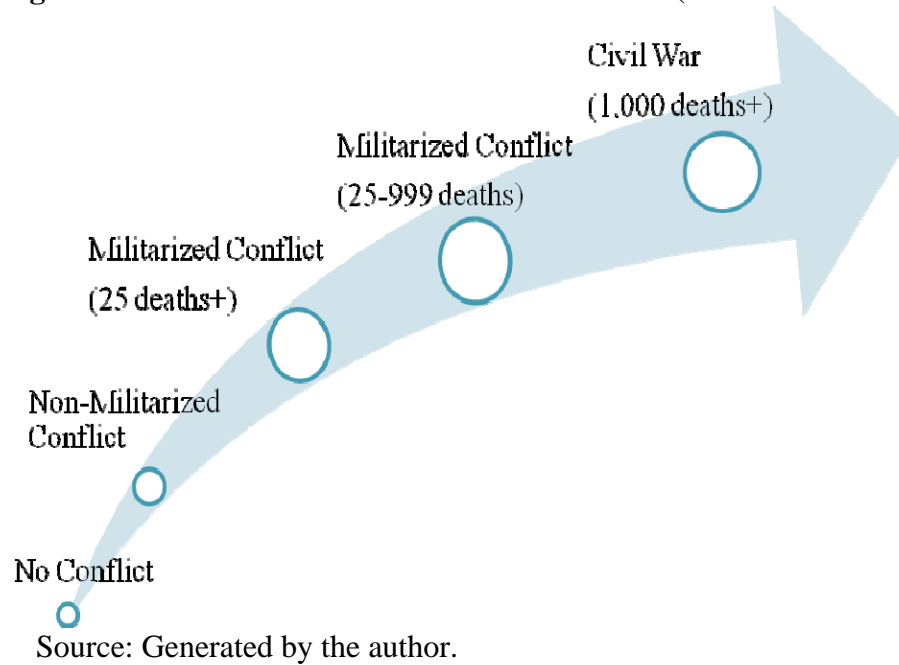 Civil War
(1,000 deaths+)
Militarized Conflict
(25-999 deaths)
Militarized Conflict
(25 deaths+)
Non-Militarized
Conflict
No Conflict
Source: Generated by the author.